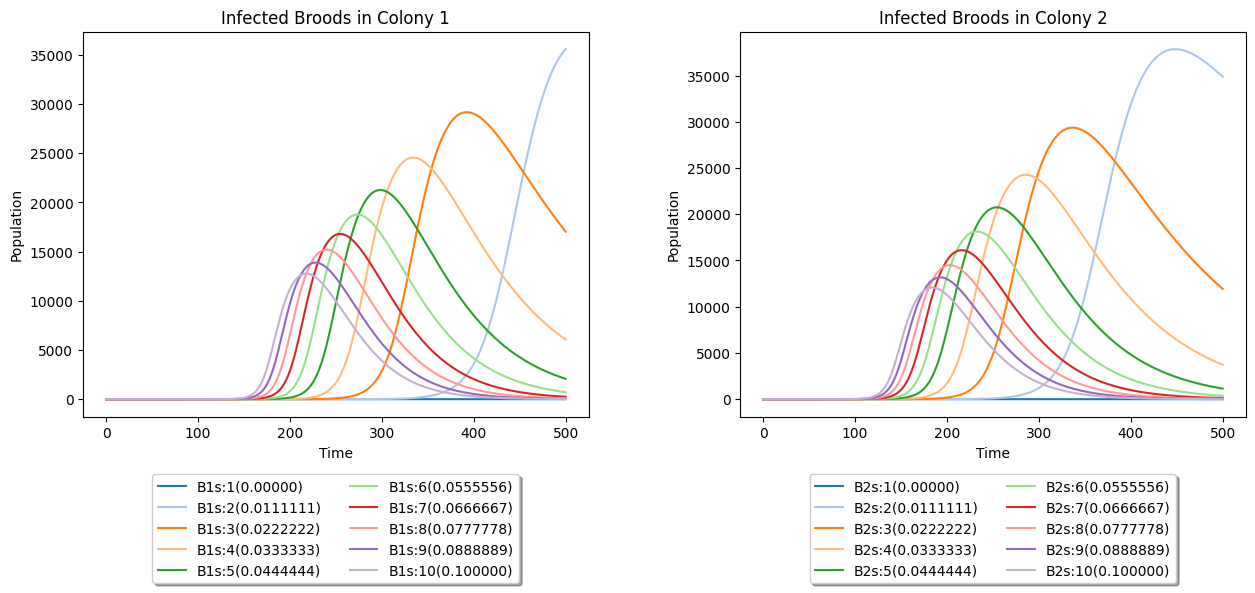 Infected Broods in Colony 1
35000
30000
25000
20000
15000
10000
5000
0
Population
0 100 200 300 400 500
Time
B1s:1(0.00000)
B1s:2(0.0111111)
B1s:3(0.0222222)
B1s:4(0.0333333)
B1s:5(0.0444444)
B1s:6(0.0555556)
B1s:7(0.0666667)
B1s:8(0.0777778)
B1s:9(0.0888889)
B1s:10(0.100000)
Infected Broods in Colony 2
35000
30000
25000
20000
15000
10000
5000
0
Population
0 100 200 300 400 500
Time
B2s:1(0.00000)
B2s:2(0.0111111)
B2s:3(0.0222222)
B2s:4(0.0333333)
B2s:5(0.0444444)
B2s:6(0.0555556)
B2s:7(0.0666667)
B2s:8(0.0777778)
B2s:9(0.0888889)
B2s:10(0.100000)